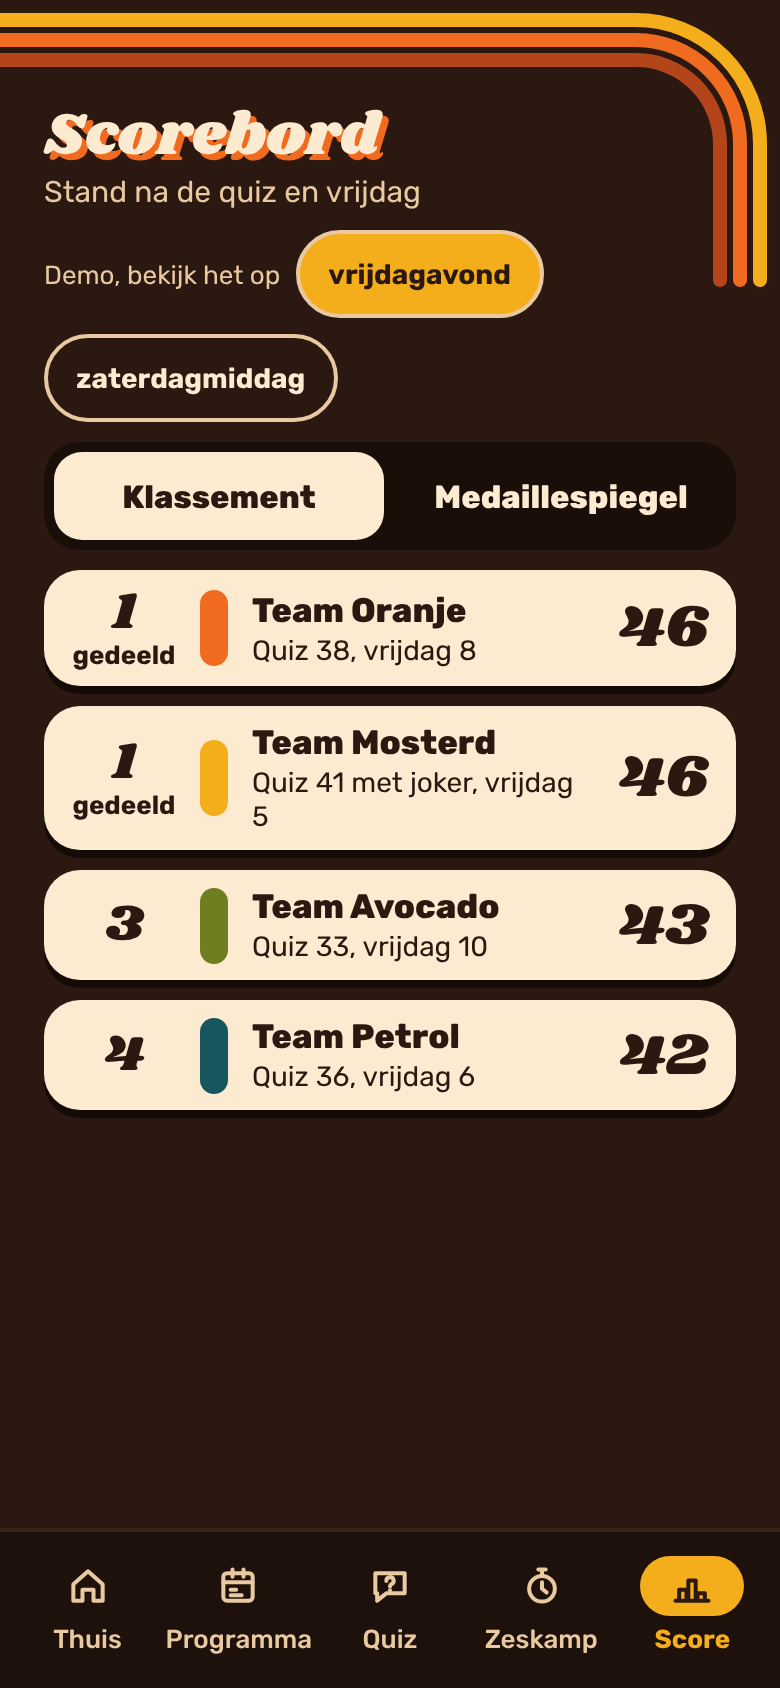 Scorebord
Stand na de quiz en vrijdag
Demo, bekijk het op vrijdagavond
zaterdagmiddag
Klassement Medaillespiegel
1 gedeeld Team Oranje 46
Quiz 38, vrijdag 8
1 gedeeld Team Mosterd 46
Quiz 41 met joker, vrijdag
5
3 Team Avocado 43
Quiz 33, vrijdag 10
4 Team Petrol 42
Quiz 36, vrijdag 6
Thuis Programma Quiz Zeskamp Score